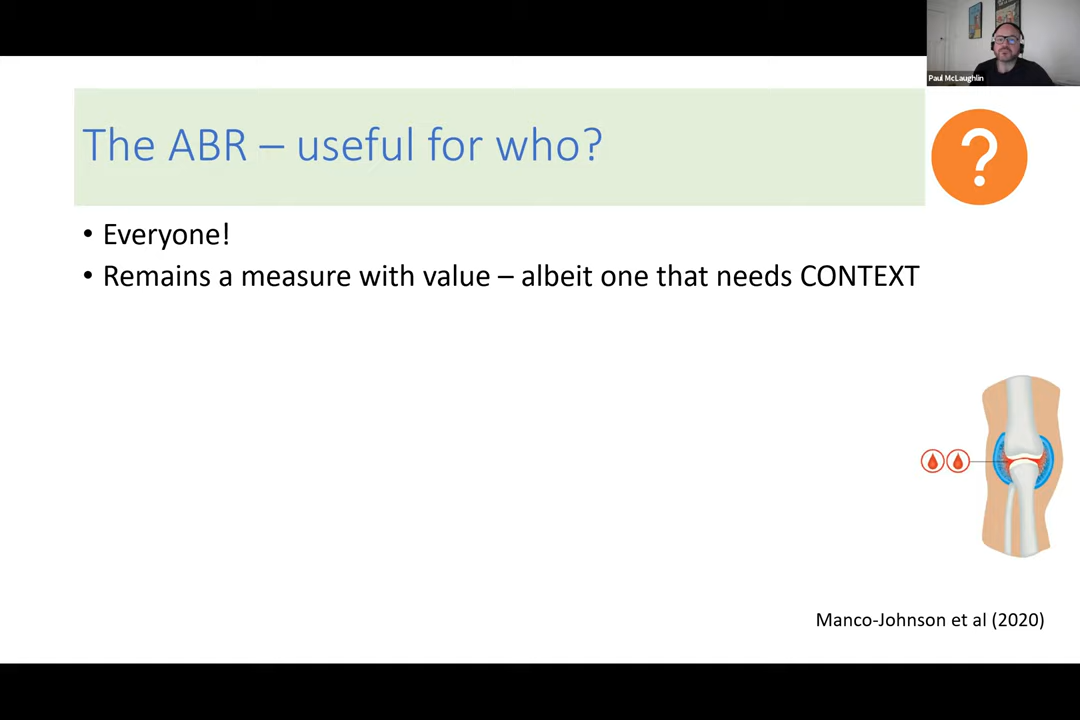 Paul McLaughlin
The ABR – useful for who?
?
• Everyone!
• Remains a measure with value – albeit one that needs CONTEXT
Manco-Johnson et al (2020)